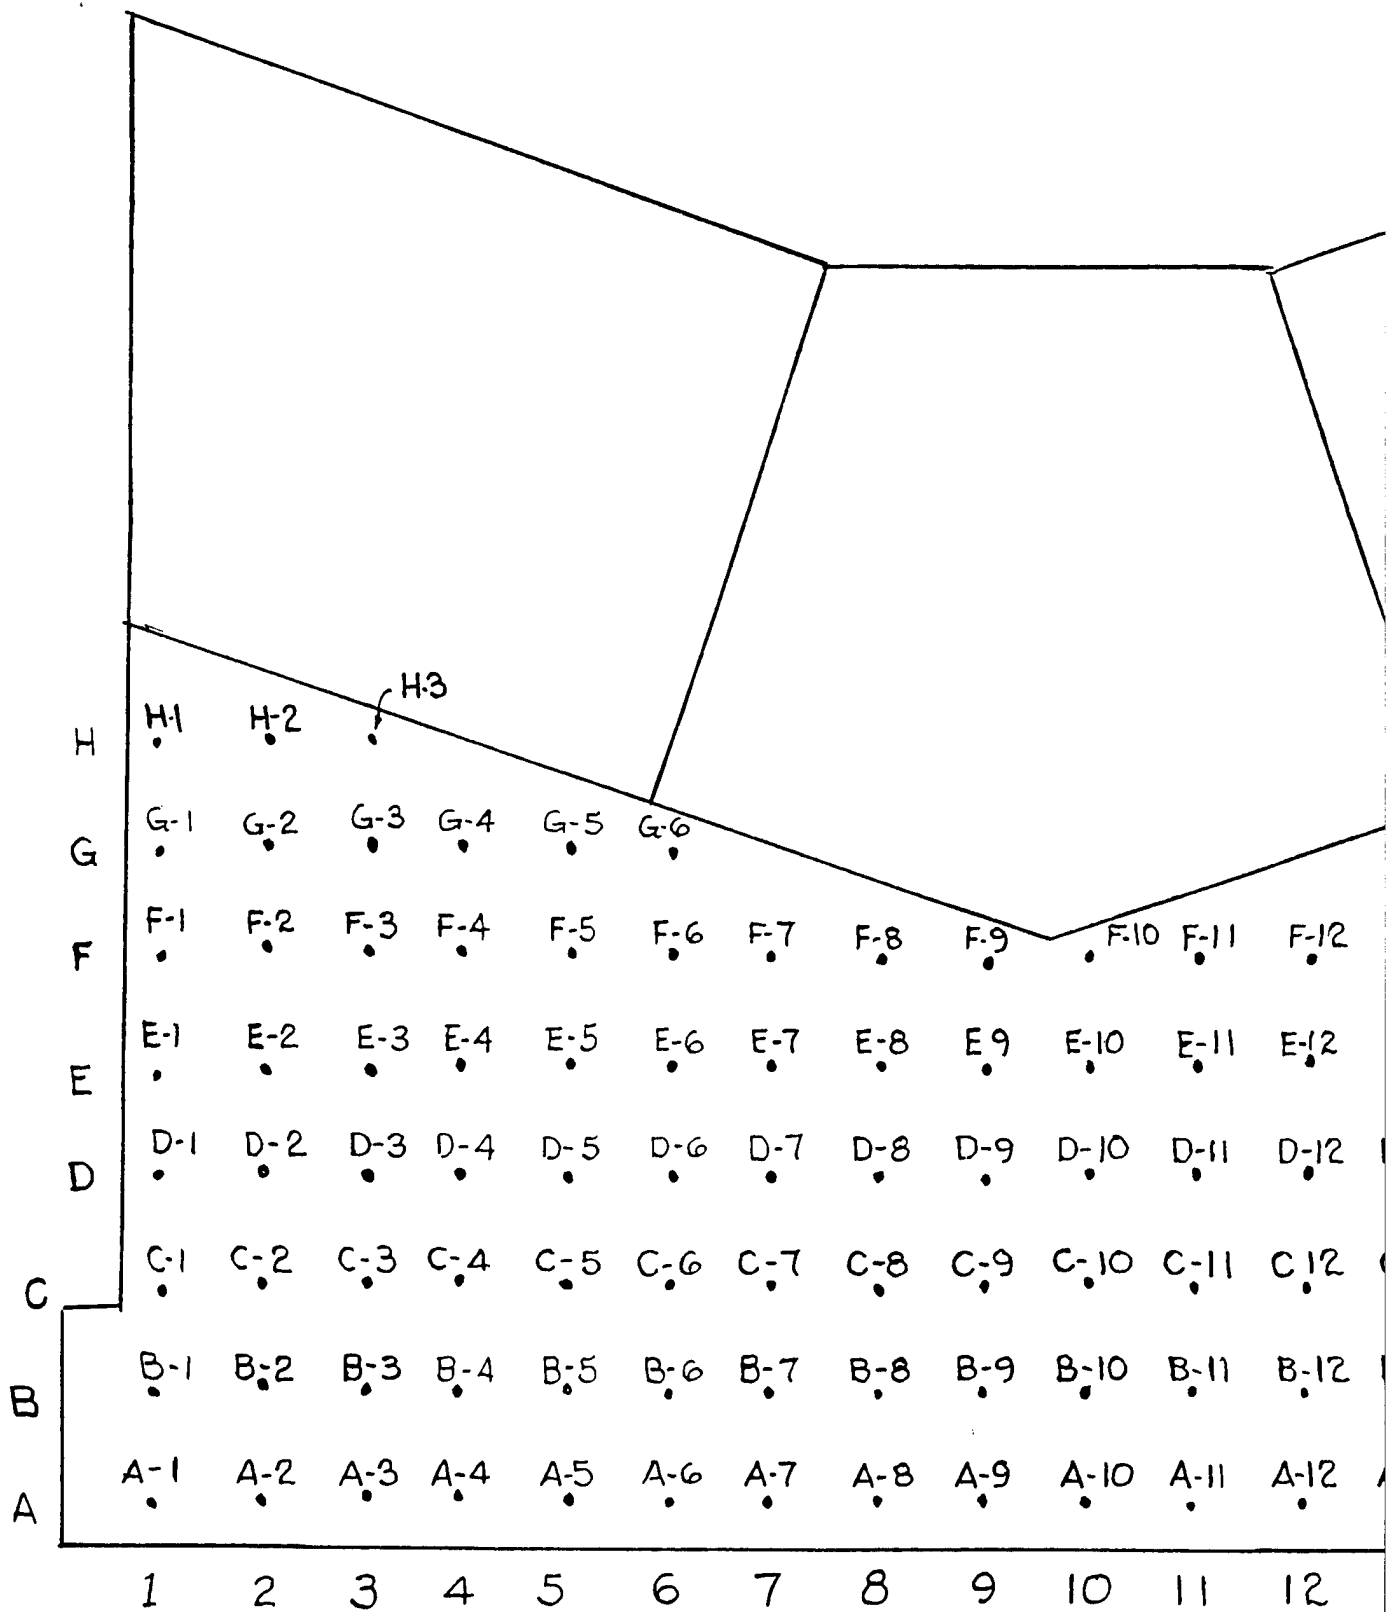 H·3
H·1 H-2
H
G-1 G-2 G-3 G-4 G-5 G-6
G
F-1 F-2 F-3 F-4 F-5 F-6 F-7 F-8 F-9 F-10 F-11 F-12
F
E-1 E-2 E-3 E-4 E-5 E-6 E-7 E-8 E 9 E-10 E-11 E-12
E
D-1 D-2 D-3 D-4 D-5 D-6 D-7 D-8 D-9 D-10 D-11 D-12
D
C-1 C-2 C-3 C-4 C-5 C-6 C-7 C-8 C-9 C-10 C-11 C 12
C
B-1 B-2 B-3 B-4 B-5 B-6 B-7 B-8 B-9 B-10 B-11 B-12
B
A-1 A-2 A-3 A-4 A-5 A-6 A-7 A-8 A-9 A-10 A-11 A-12
A
1 2 3 4 5 6 7 8 9 10 11 12